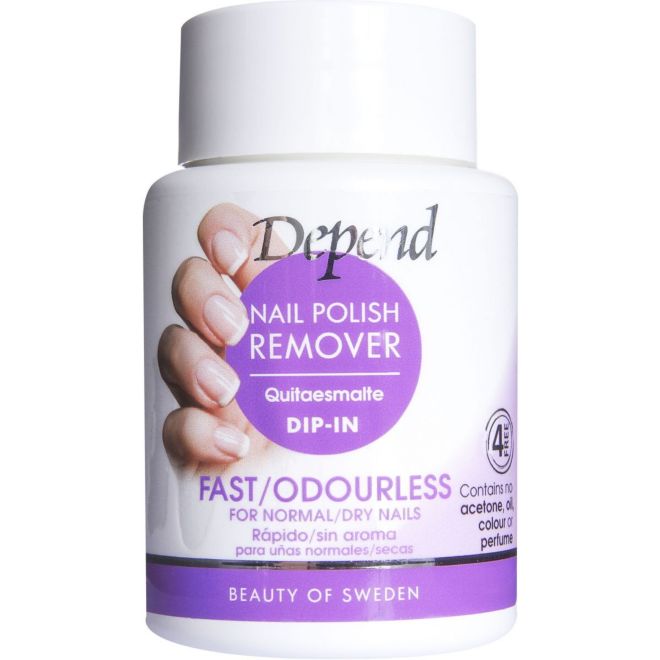 Depend
NAIL POLISH
REMOVER
Quitaesmalte
DIP-IN
4 FREE
FAST/ODOURLESS
FOR NORMAL/DRY NAILS
Rápido/sin aroma
para uñas normales/secas
Contains no
acetone, oil,
colour or
perfume
BEAUTY OF SWEDEN